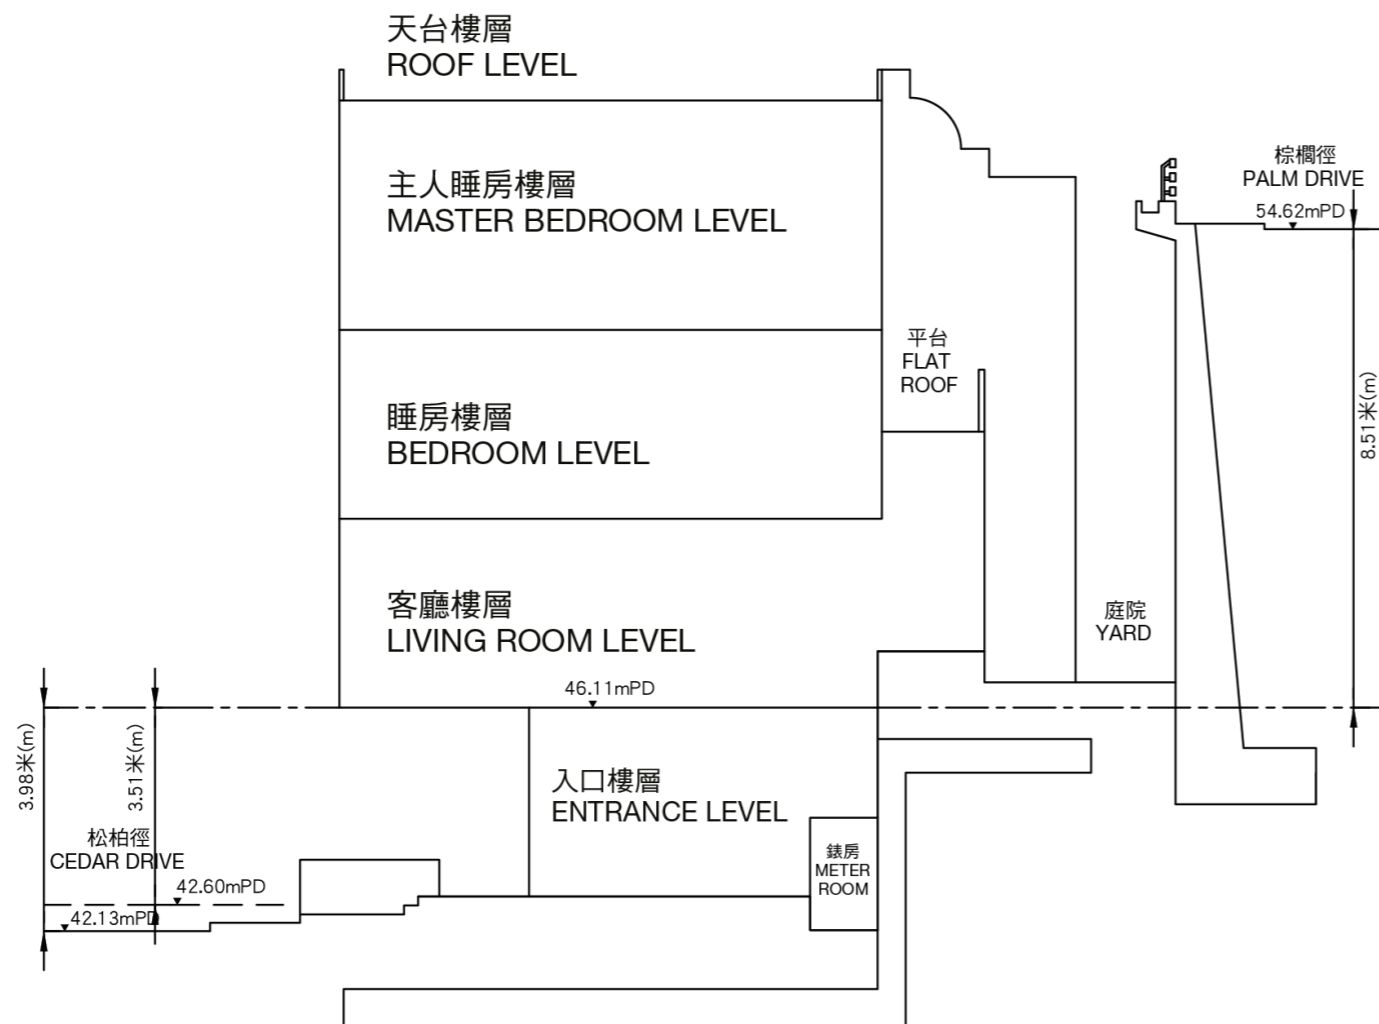 天台樓層
ROOF LEVEL
主人睡房樓層
MASTER BEDROOM LEVEL
棕櫚徑
PALM DRIVE
54.62mPD
平台
FLAT
ROOF
8.51米(m)
睡房樓層
BEDROOM LEVEL
客廳樓層
LIVING ROOM LEVEL
庭院
YARD
46.11mPD
3.98米(m)
3.51米(m)
入口樓層
ENTRANCE LEVEL
松柏徑
CEDAR DRIVE
錶房
METER
ROOM
42.60mPD
42.13mPD